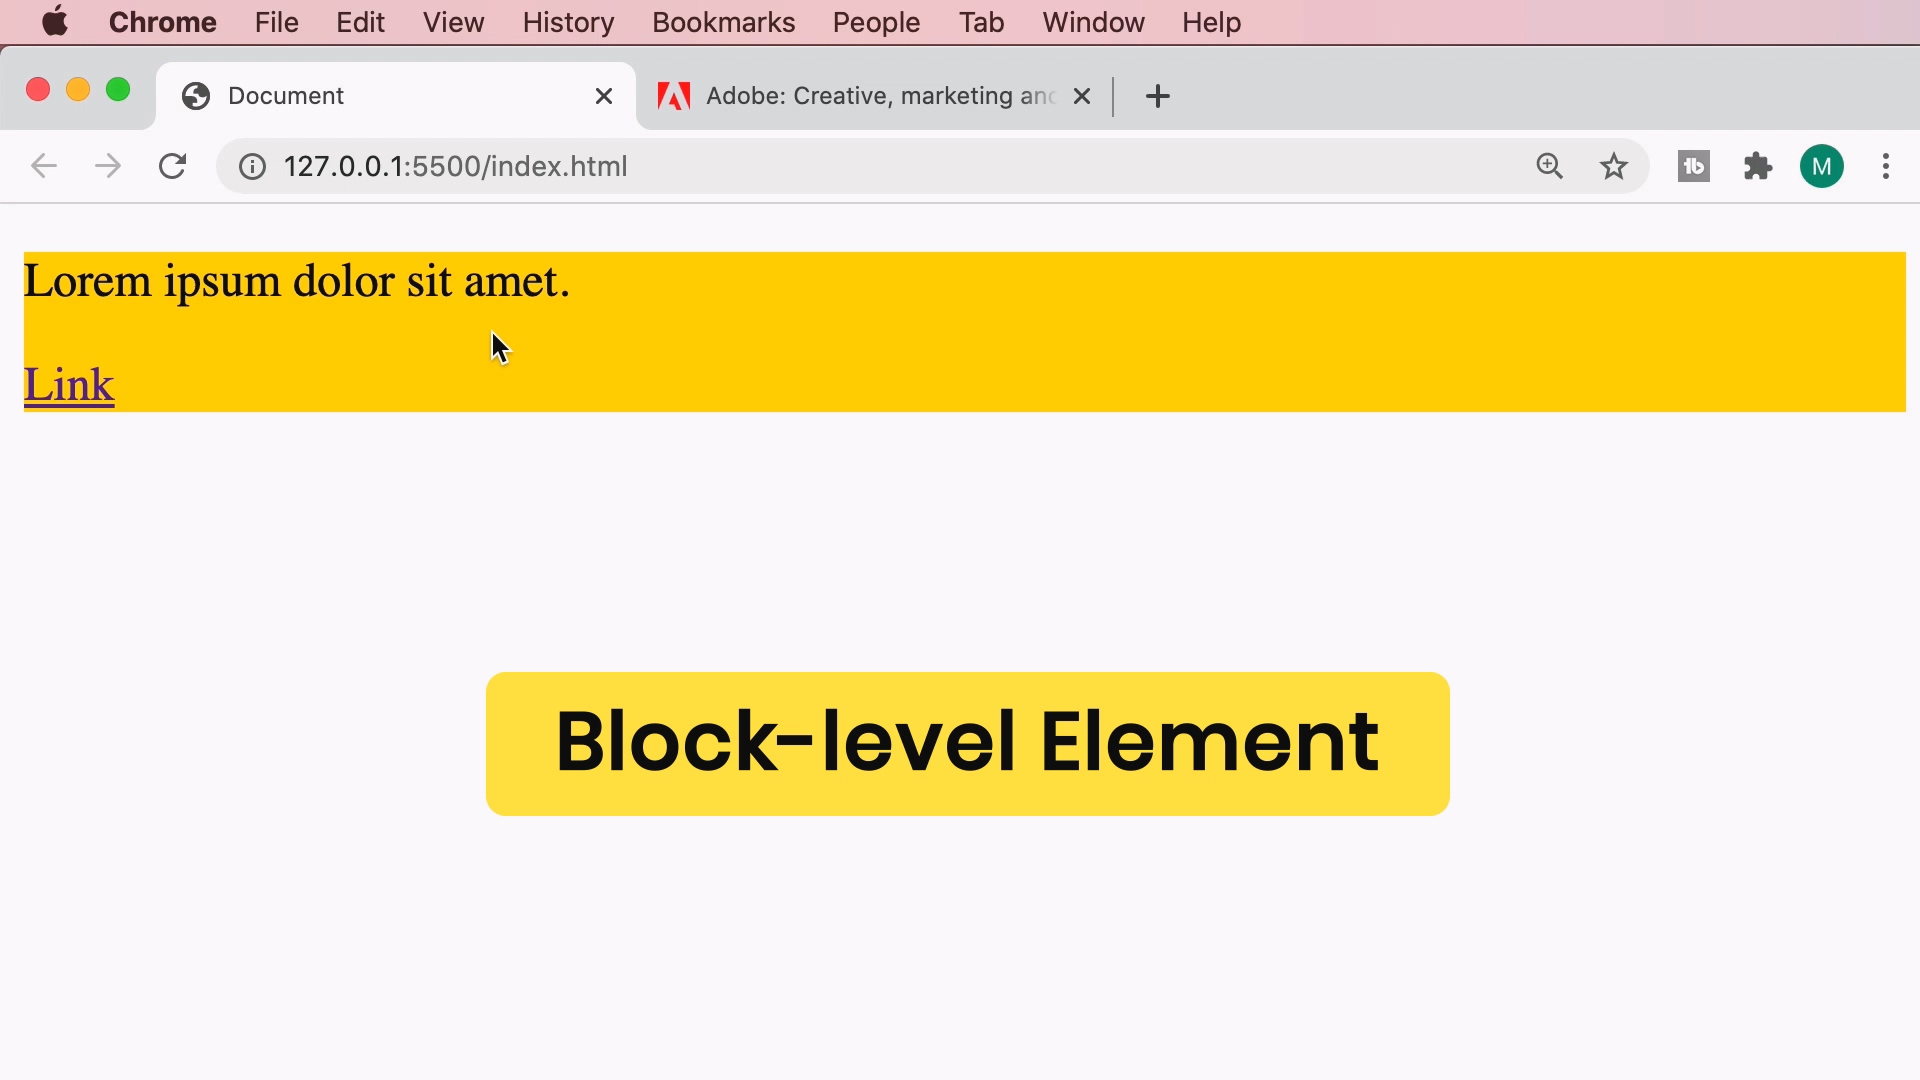 Chrome File Edit View History Bookmarks People Tab Window Help
Document Adobe: Creative, marketing and
127.0.0.1:5500/index.html M
Lorem ipsum dolor sit amet.
Link
Block-level Element